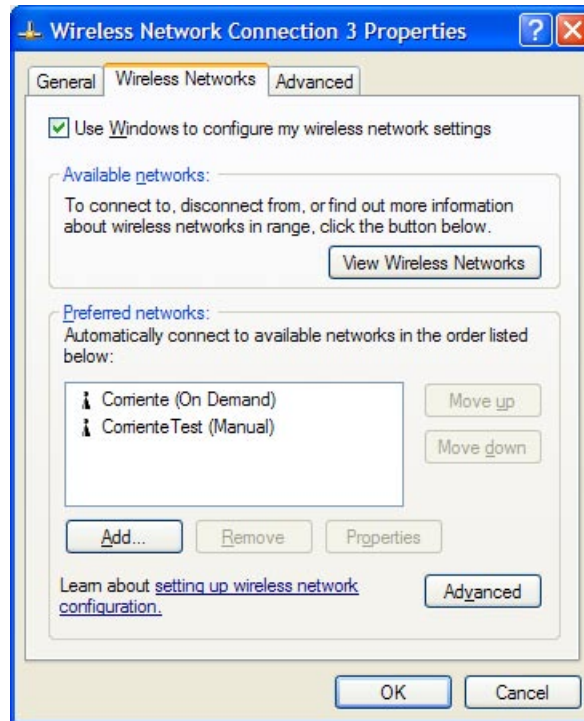 Wireless Network Connection 3 Properties
General Wireless Networks Advanced
Use Windows to configure my wireless network settings
Available networks:
To connect to, disconnect from, or find out more information
about wireless networks in range, click the button below.
View Wireless Networks
Preferred networks:
Automatically connect to available networks in the order listed
below:
Corriente (On Demand)
CorrienteTest (Manual)
Move up
Move down
Add... Remove Properties
Learn about setting up wireless network
configuration.
Advanced
OK Cancel